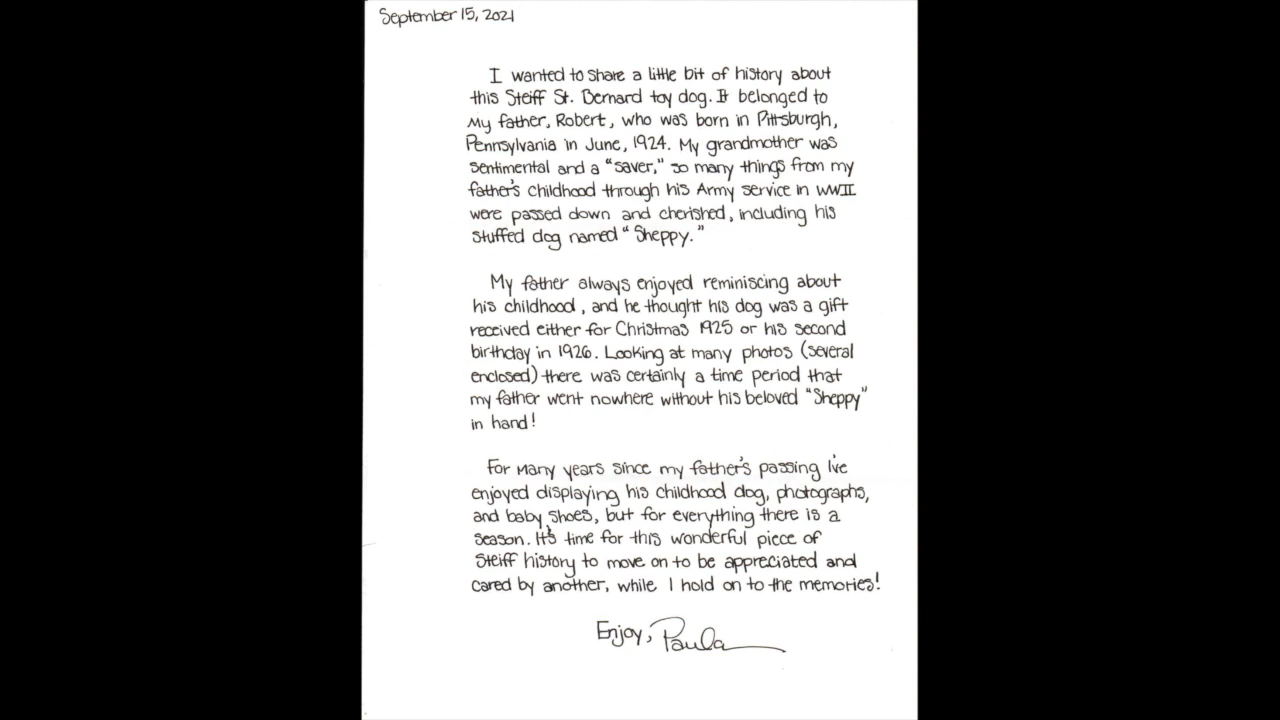 September 15, 2021
I wanted to share a little bit of history about
this Steiff St. Bernard toy dog. It belonged to
my father, Robert, who was born in Pittsburgh,
Pennsylvania in June, 1924. My grandmother was
sentimental and a "saver," so many things from my
father's childhood through his Army service in WWII
were passed down and cherished, including his
stuffed dog named "Sheppy."
My father always enjoyed reminiscing about
his childhood, and he thought his dog was a gift
received either for Christmas 1925 or his second
birthday in 1926. Looking at many photos (several
enclosed) there was certainly a time period that
my father went nowhere without his beloved "Sheppy"
in hand!
For many years since my father's passing I've
enjoyed displaying his childhood dog, photographs,
and baby shoes, but for everything there is a
season. It's time for this wonderful piece of
Steiff history to move on to be appreciated and
cared by another, while I hold on to the memories!
Enjoy, Paula